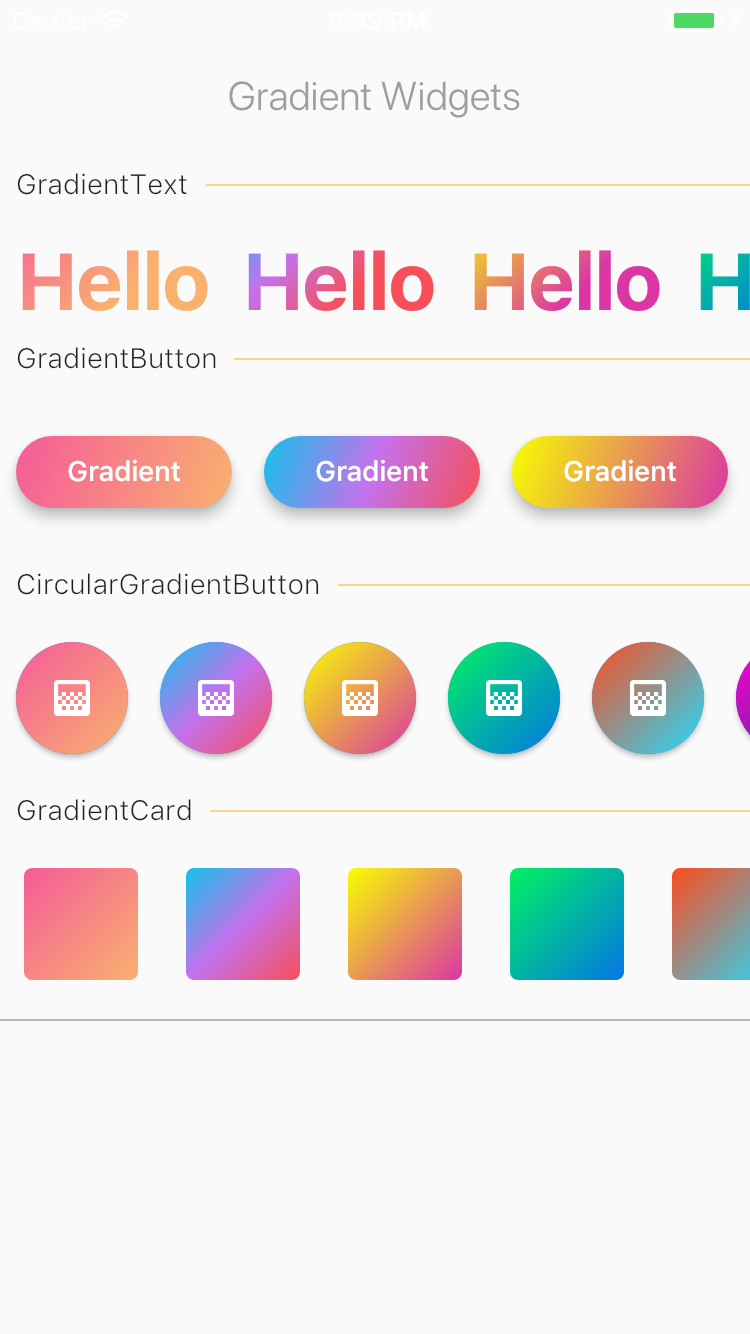 Carrier 9:39 PM
Gradient Widgets
GradientText
Hello Hello Hello H
GradientButton
Gradient Gradient Gradient
CircularGradientButton
GradientCard